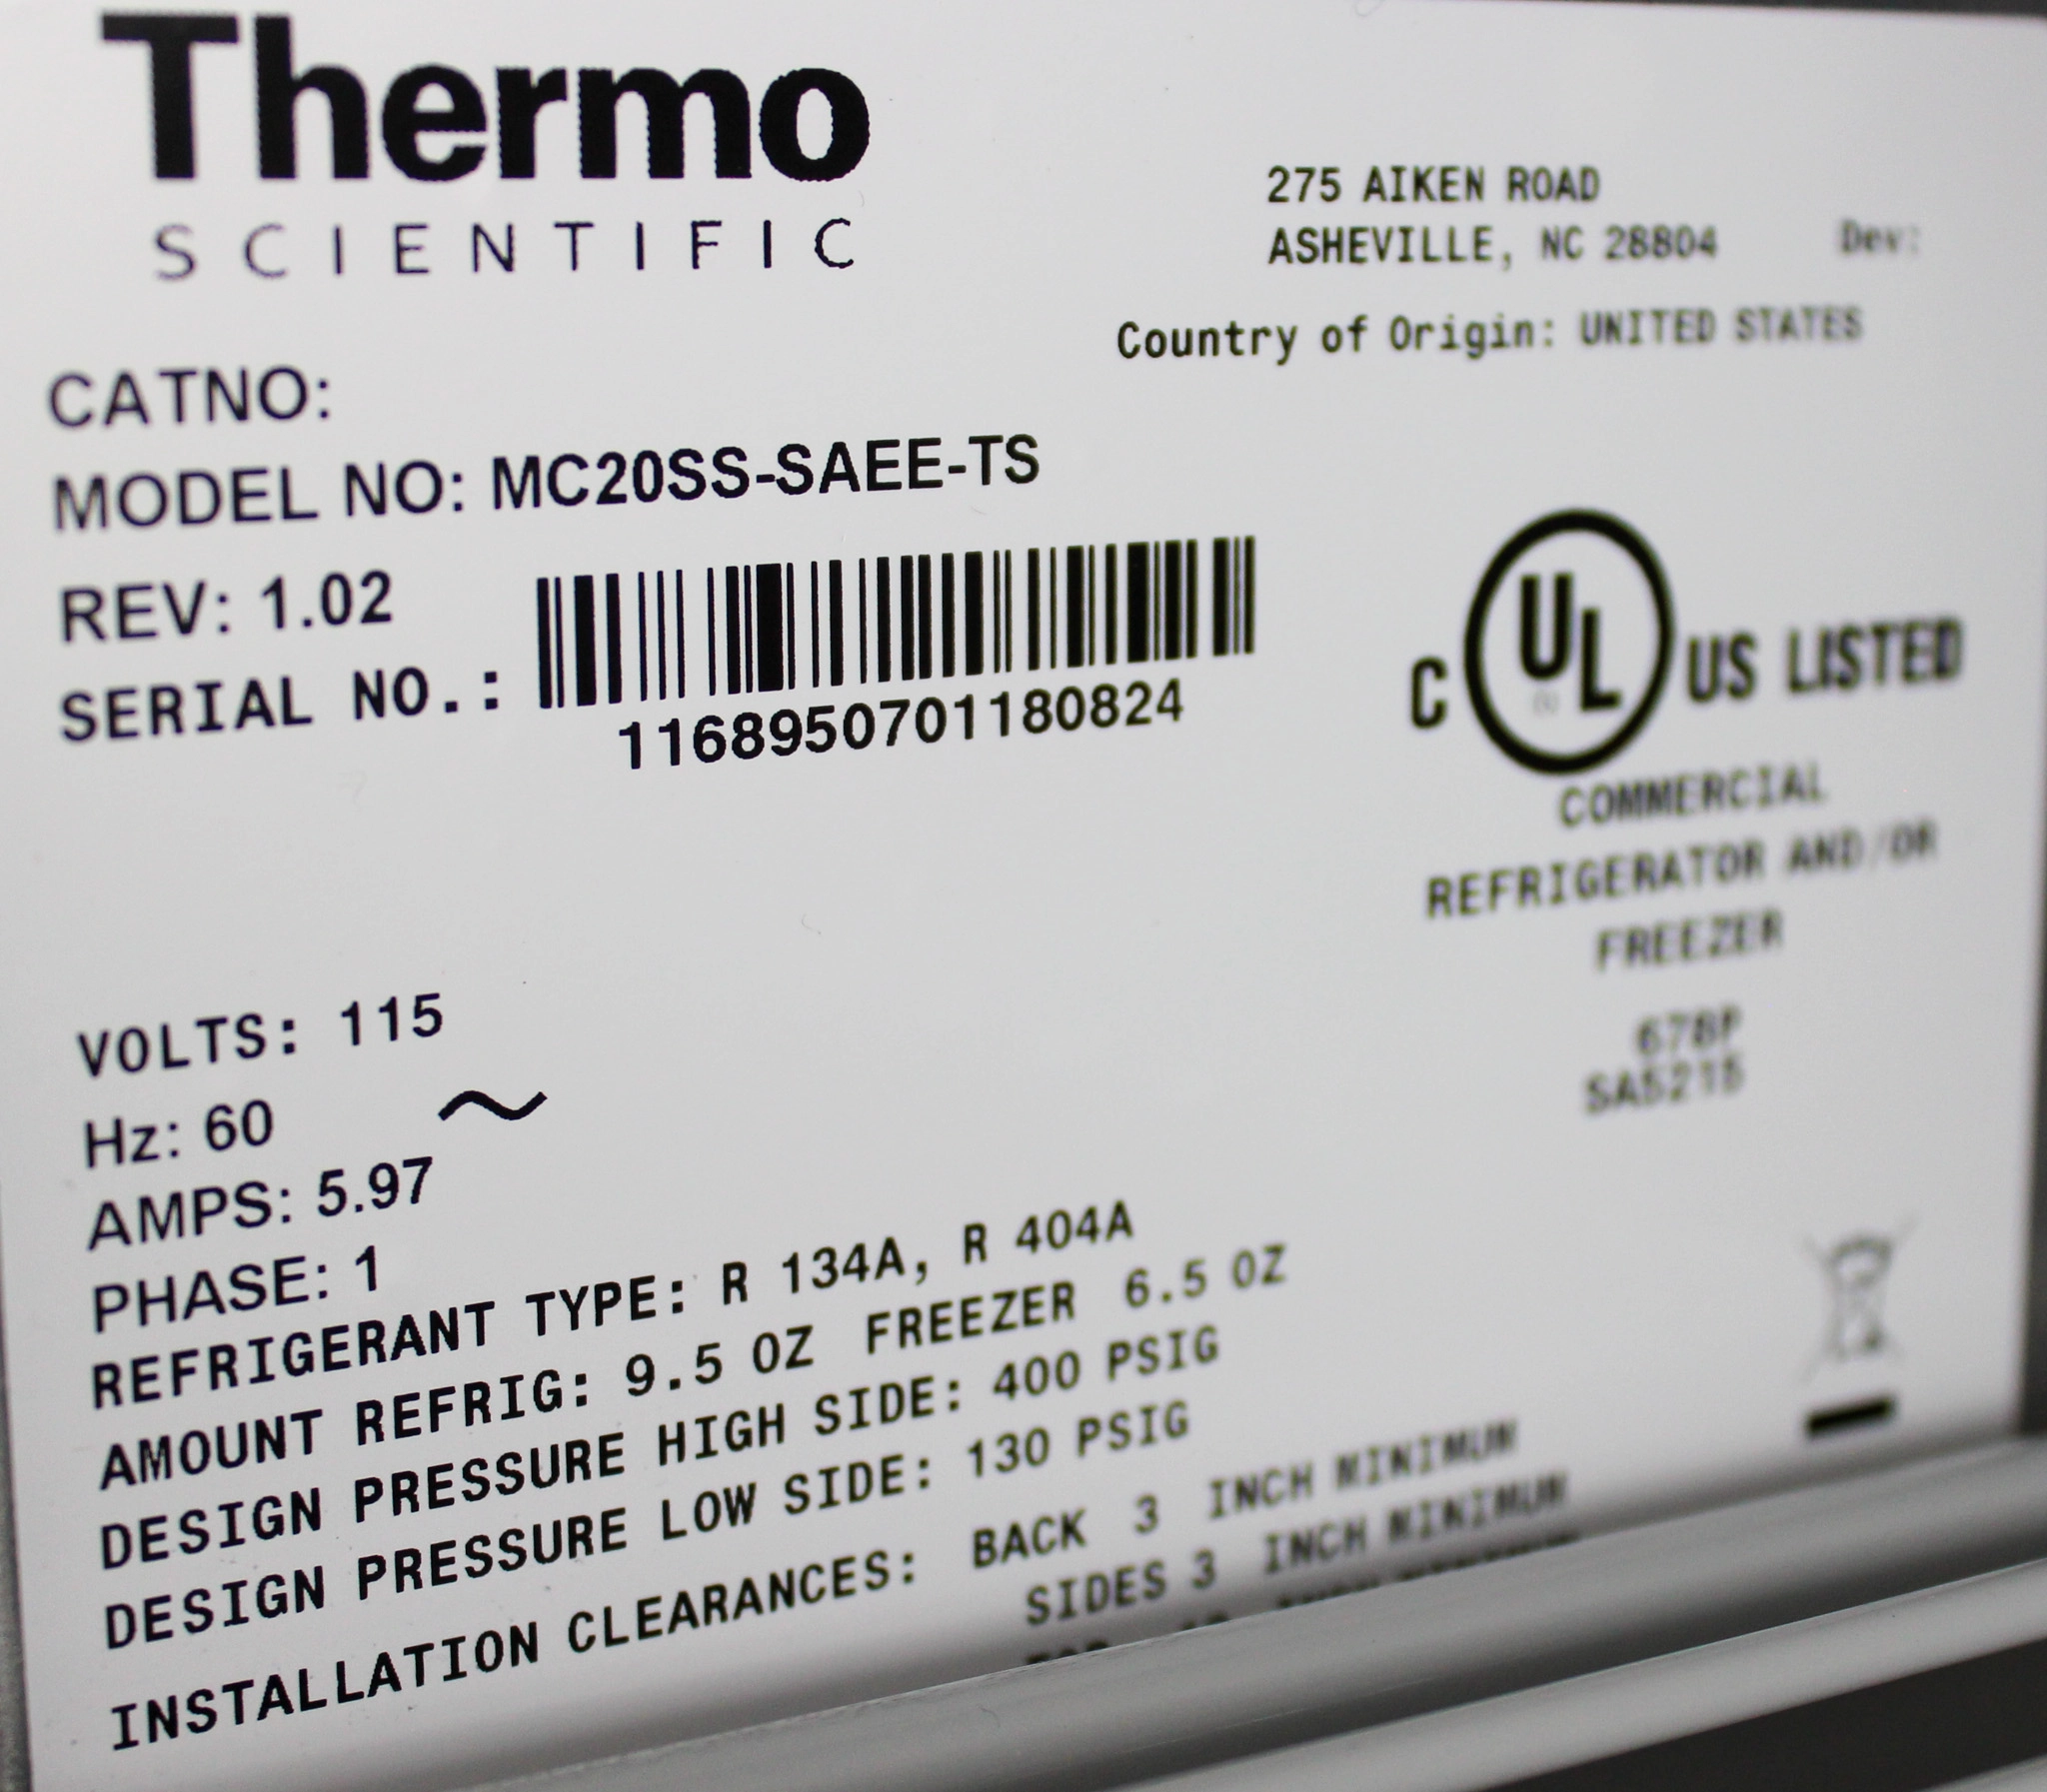 Thermo
SCIENTIFIC
275 AIKEN ROAD
ASHEVILLE, NC 28804
Dev:
Country of Origin: UNITED STATES
CATNO:
MODEL NO: MC20SS-SAEE-TS
REV: 1.02
SERIAL NO.:
1168950701180824
C UL US LISTED
COMMERCIAL
REFRIGERATOR AND/OR
FREEZER
678P
SA5215
VOLTS: 115
Hz: 60 ~
AMPS: 5.97
PHASE: 1
REFRIGERANT TYPE: R 134A, R 404A
AMOUNT REFRIG: 9.5 OZ FREEZER 6.5 OZ
DESIGN PRESSURE HIGH SIDE: 400 PSIG
DESIGN PRESSURE LOW SIDE: 130 PSIG
INSTALLATION CLEARANCES: BACK 3 INCH MINIMUM
SIDES 3 INCH MINIMUM